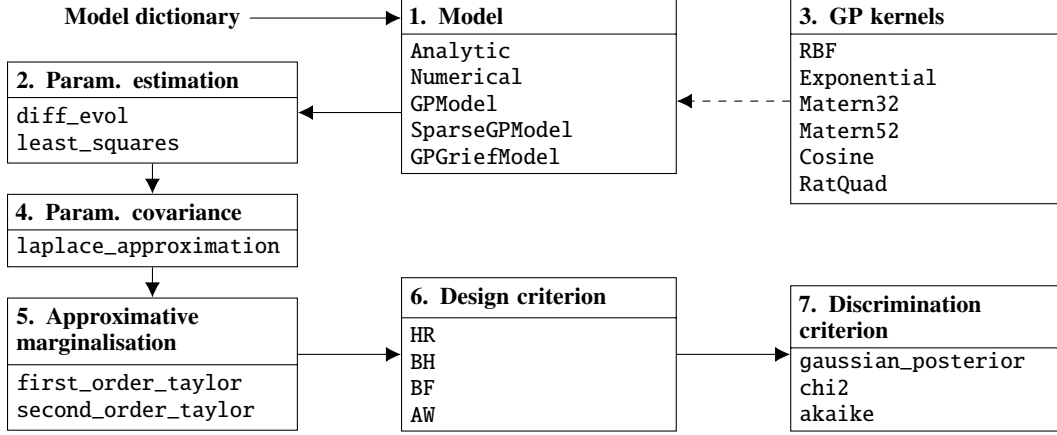 Model dictionary
1. Model
Analytic
Numerical
GPModel
SparseGPModel
GPGriefModel
3. GP kernels
RBF
Exponential
Matern32
Matern52
Cosine
RatQuad
2. Param. estimation
diff_evol
least_squares
4. Param. covariance
laplace_approximation
5. Approximative
marginalisation
first_order_taylor
second_order_taylor
6. Design criterion
HR
BH
BF
AW
7. Discrimination
criterion
gaussian_posterior
chi2
akaike